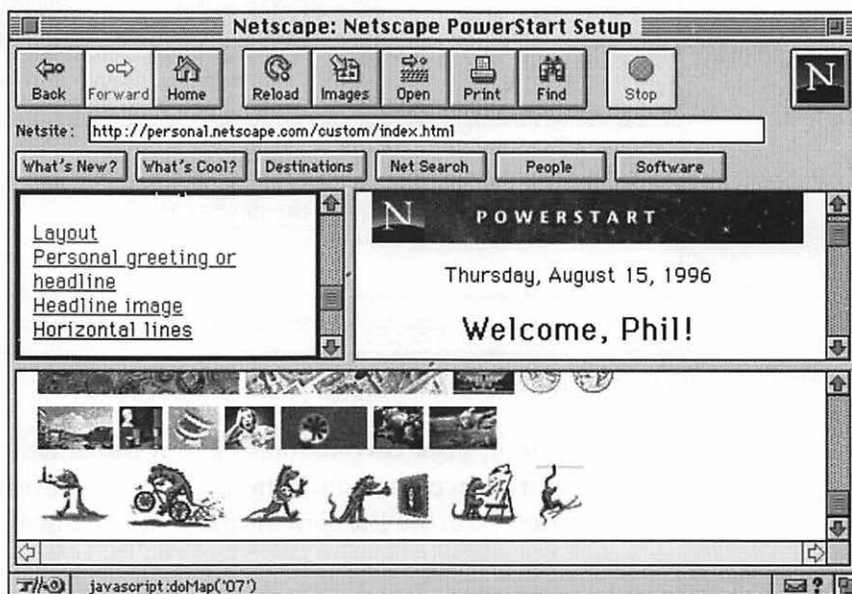 Netscape: Netscape PowerStart Setup
Back Forward Home Reload Images Open Print Find Stop N
Netsite: http://personal.netscape.com/custom/index.html
What's New? What's Cool? Destinations Net Search People Software
Layout
Personal greeting or
headline
Headline image
Horizontal lines
N POWERSTART
Thursday, August 15, 1996
Welcome, Phil!
javascript:doMap('07')
?